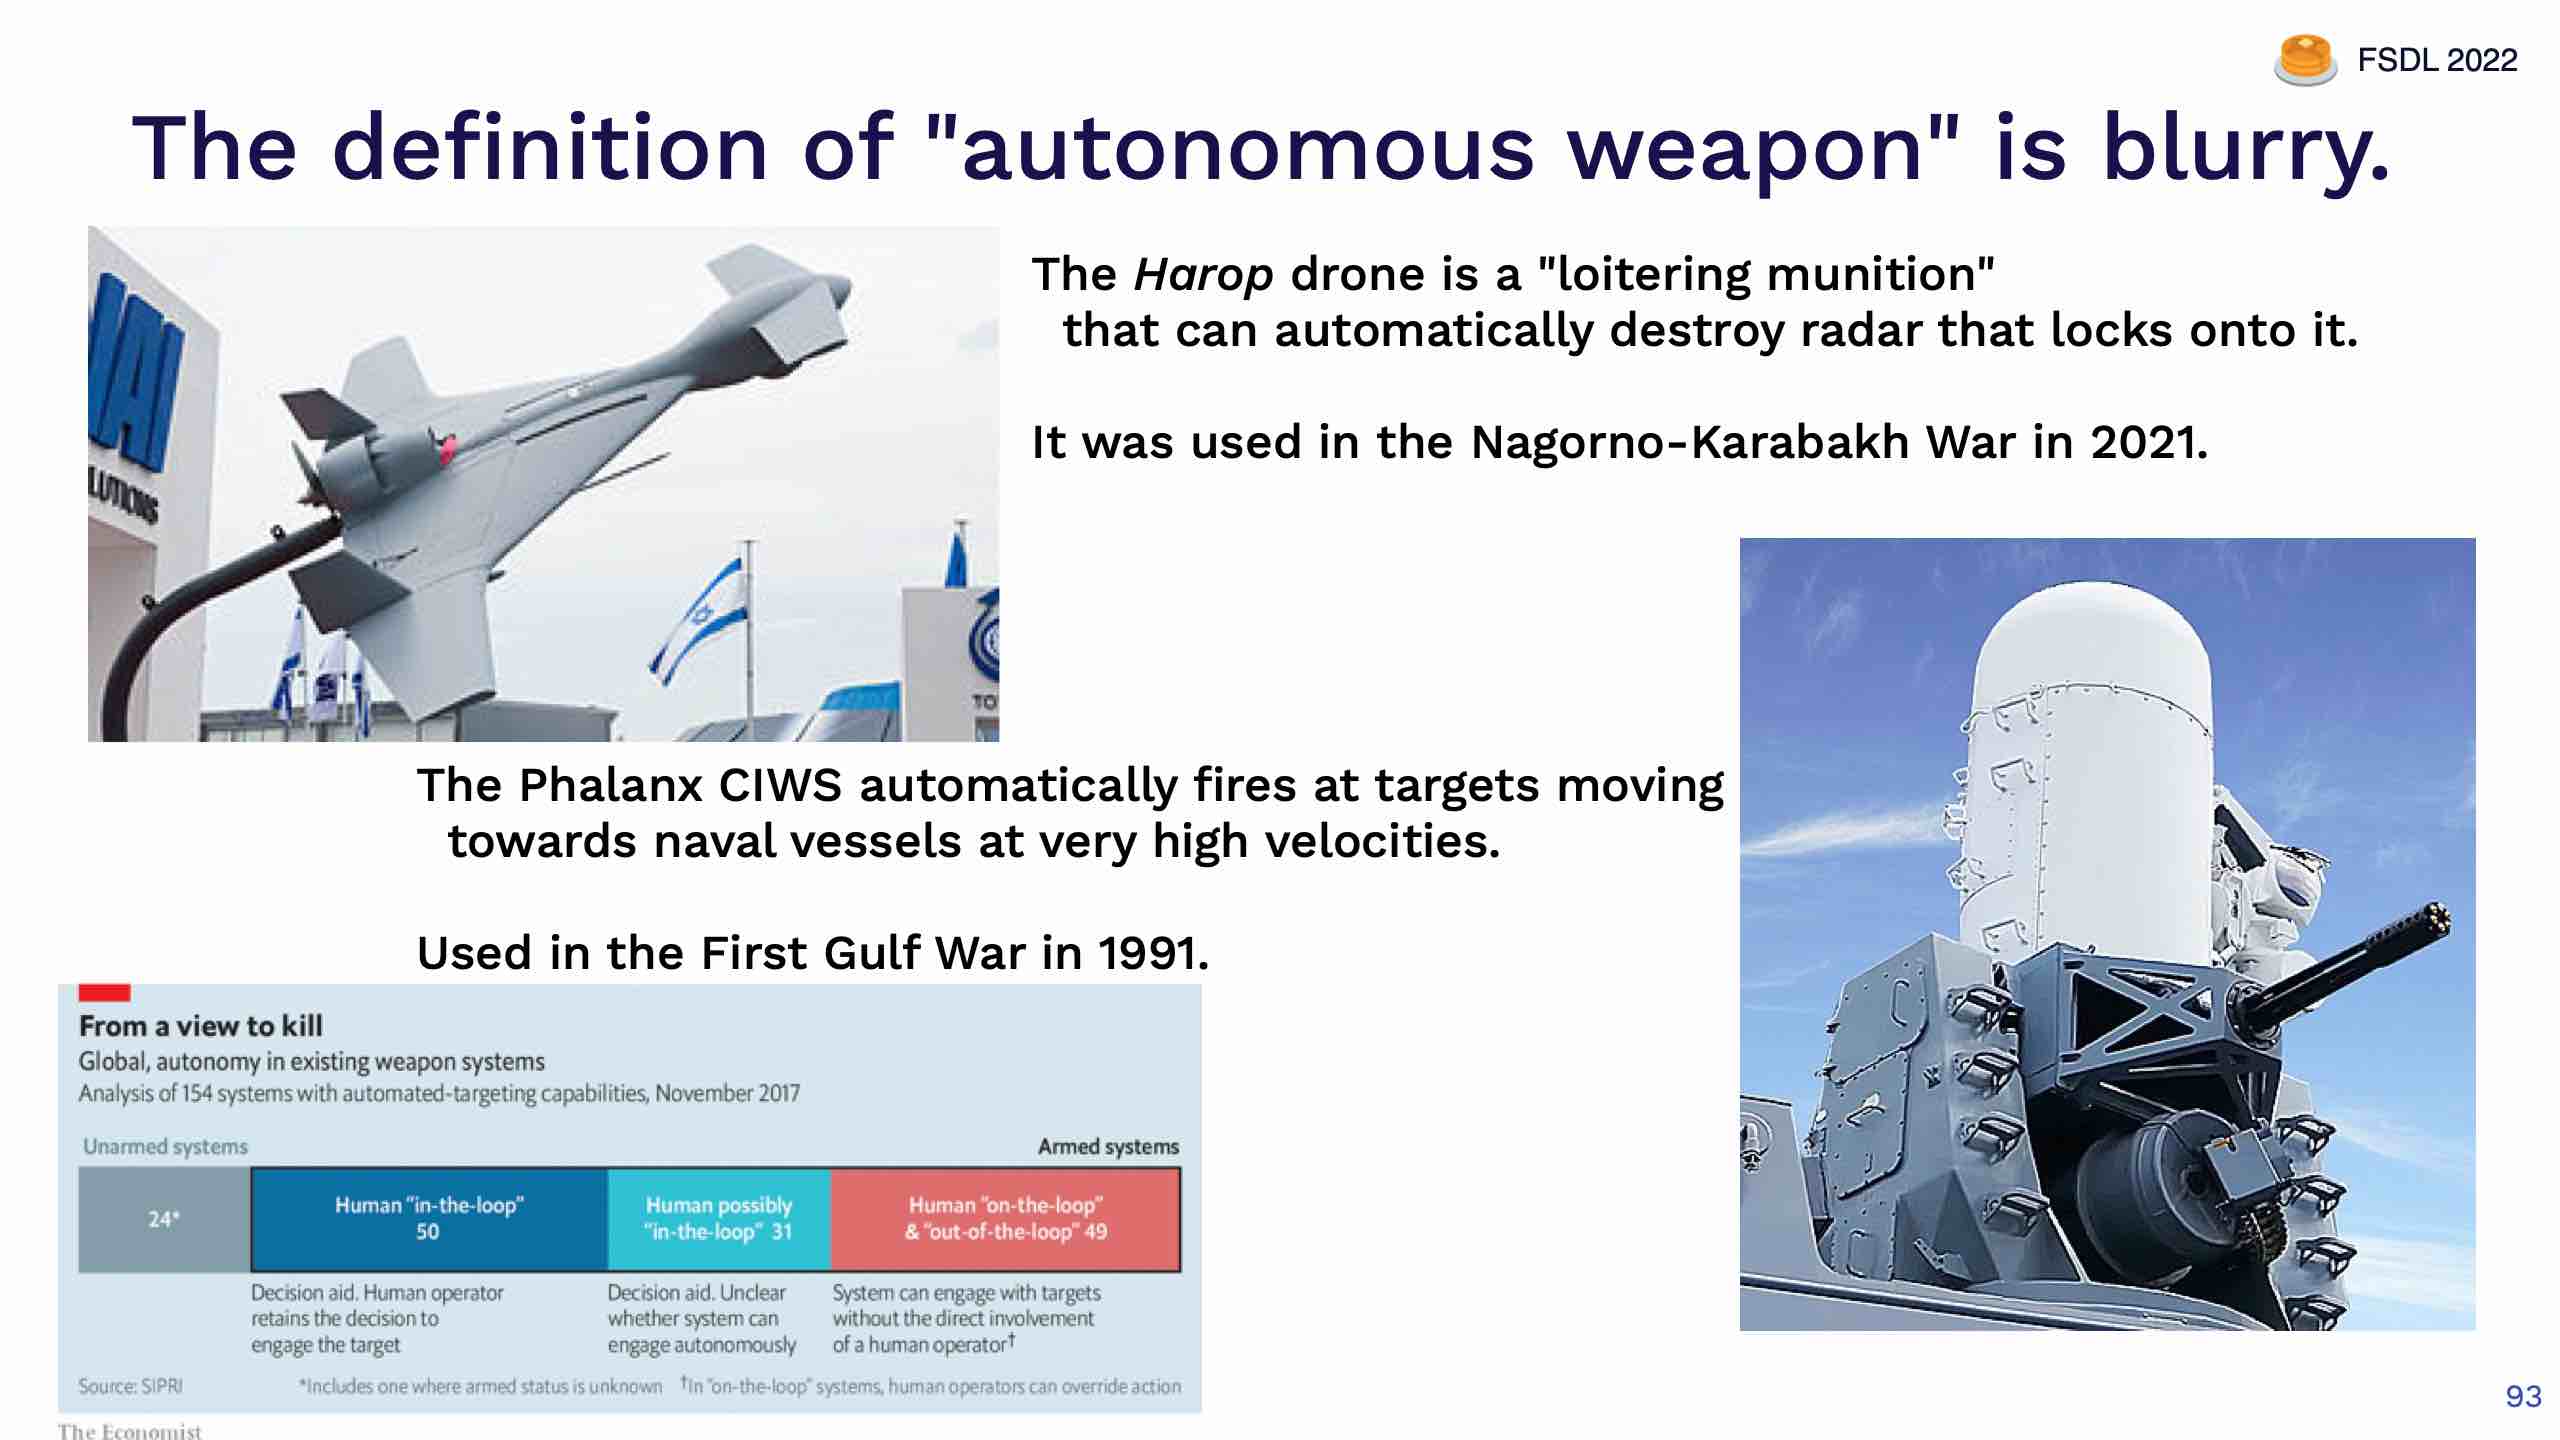 FSDL 2022
The definition of "autonomous weapon" is blurry.
IAI
LUTIONS
TO
The Harop drone is a "loitering munition"
that can automatically destroy radar that locks onto it.
It was used in the Nagorno-Karabakh War in 2021.
The Phalanx CIWS automatically fires at targets moving
towards naval vessels at very high velocities.
Used in the First Gulf War in 1991.
From a view to kill
Global, autonomy in existing weapon systems
Analysis of 154 systems with automated-targeting capabilities, November 2017
Unarmed systems
Armed systems
24*
Human “in-the-loop”
50
Human possibly
“in-the-loop” 31
Human “on-the-loop”
& “out-of-the-loop” 49
Decision aid. Human operator
retains the decision to
engage the target
Decision aid. Unclear
whether system can
engage autonomously
System can engage with targets
without the direct involvement
of a human operator†
Source: SIPRI
*Includes one where armed status is unknown
†In “on-the-loop” systems, human operators can override action
The Economist
93